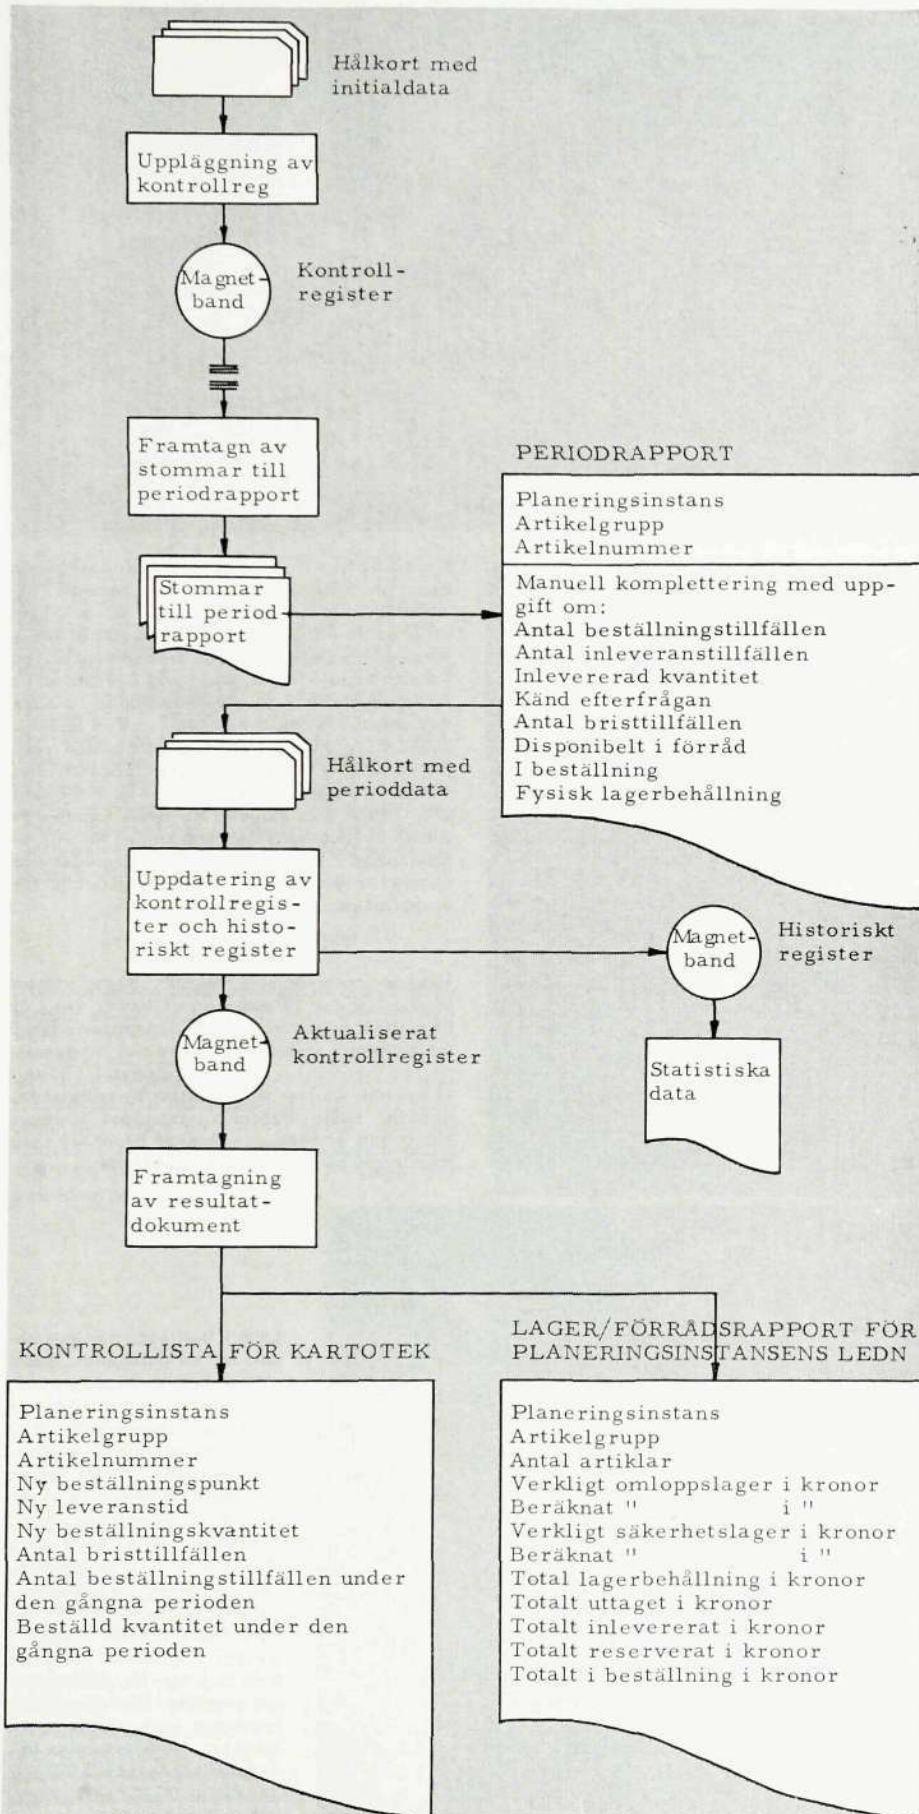 Hålkort med
initialdata
Uppläggning av
kontrollreg
Magnet-
band
Kontroll-
register
Framtagn av
stommar till
periodrapport
Stommar
till period-
rapport
PERIODRAPPORT
Planeringsinstans
Artikelgrupp
Artikelnummer
Manuell komplettering med upp-
gift om:
Antal beställningstillfällen
Antal inleveranstillfällen
Inlevererad kvantitet
Känd efterfrågan
Antal bristtillfällen
Disponibelt i förråd
I beställning
Fysisk lagerbehållning
Hålkort med
perioddata
Uppdatering av
kontrollregis-
ter och histo-
riskt register
Magnet-
band
Historiskt
register
Statistiska
data
Magnet-
band
Aktualiserat
kontrollregister
Framtagning
av resultat-
dokument
KONTROLLISTA FÖR KARTOTEK
Planeringsinstans
Artikelgrupp
Artikelnummer
Ny beställningspunkt
Ny leveranstid
Ny beställningskvantitet
Antal bristtillfällen
Antal beställningstillfällen under
den gångna perioden
Beställd kvantitet under den
gångna perioden
LAGER/FÖRRÅDSRAPPORT FÖR
PLANERINGSINSTANSENS LEDN
Planeringsinstans
Artikelgrupp
Antal artiklar
Verkligt omloppslager i kronor
Beräknat " i "
Verkligt säkerhetslager i kronor
Beräknat " i "
Total lagerbehållning i kronor
Totalt uttaget i kronor
Totalt inlevererat i kronor
Totalt reserverat i kronor
Totalt i beställning i kronor